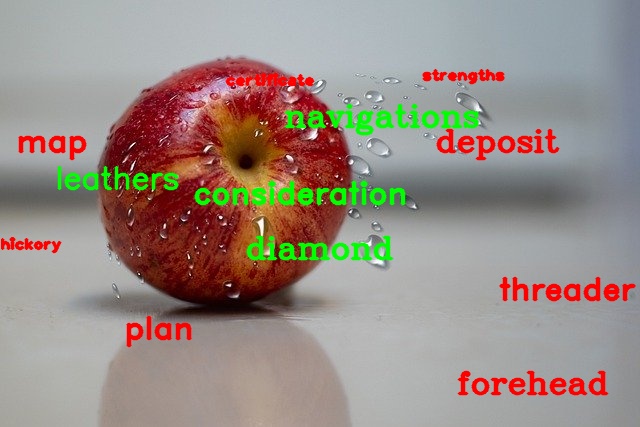 strengths
certificate
navigations
map
deposit
leathers
consideration
hickory
diamond
threader
plan
forehead